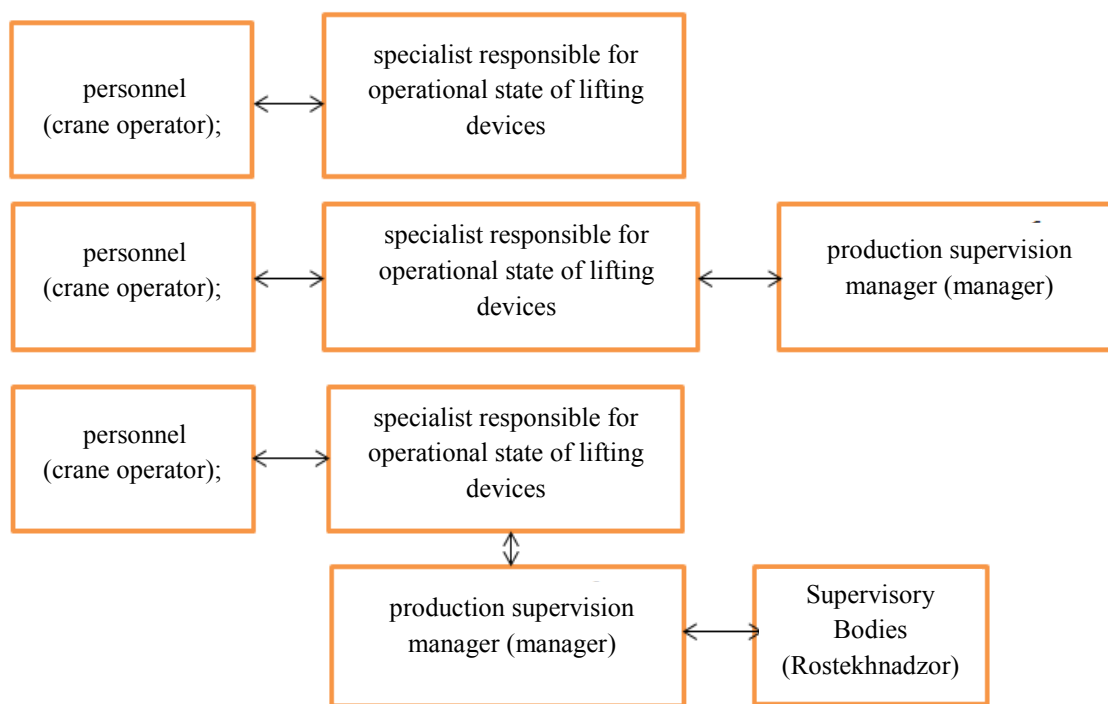 personnel
(crane operator);
specialist responsible for
operational state of lifting
devices
personnel
(crane operator);
specialist responsible for
operational state of lifting
devices
production supervision
manager (manager)
personnel
(crane operator);
specialist responsible for
operational state of lifting
devices
production supervision
manager (manager)
Supervisory
Bodies
(Rostekhnadzor)